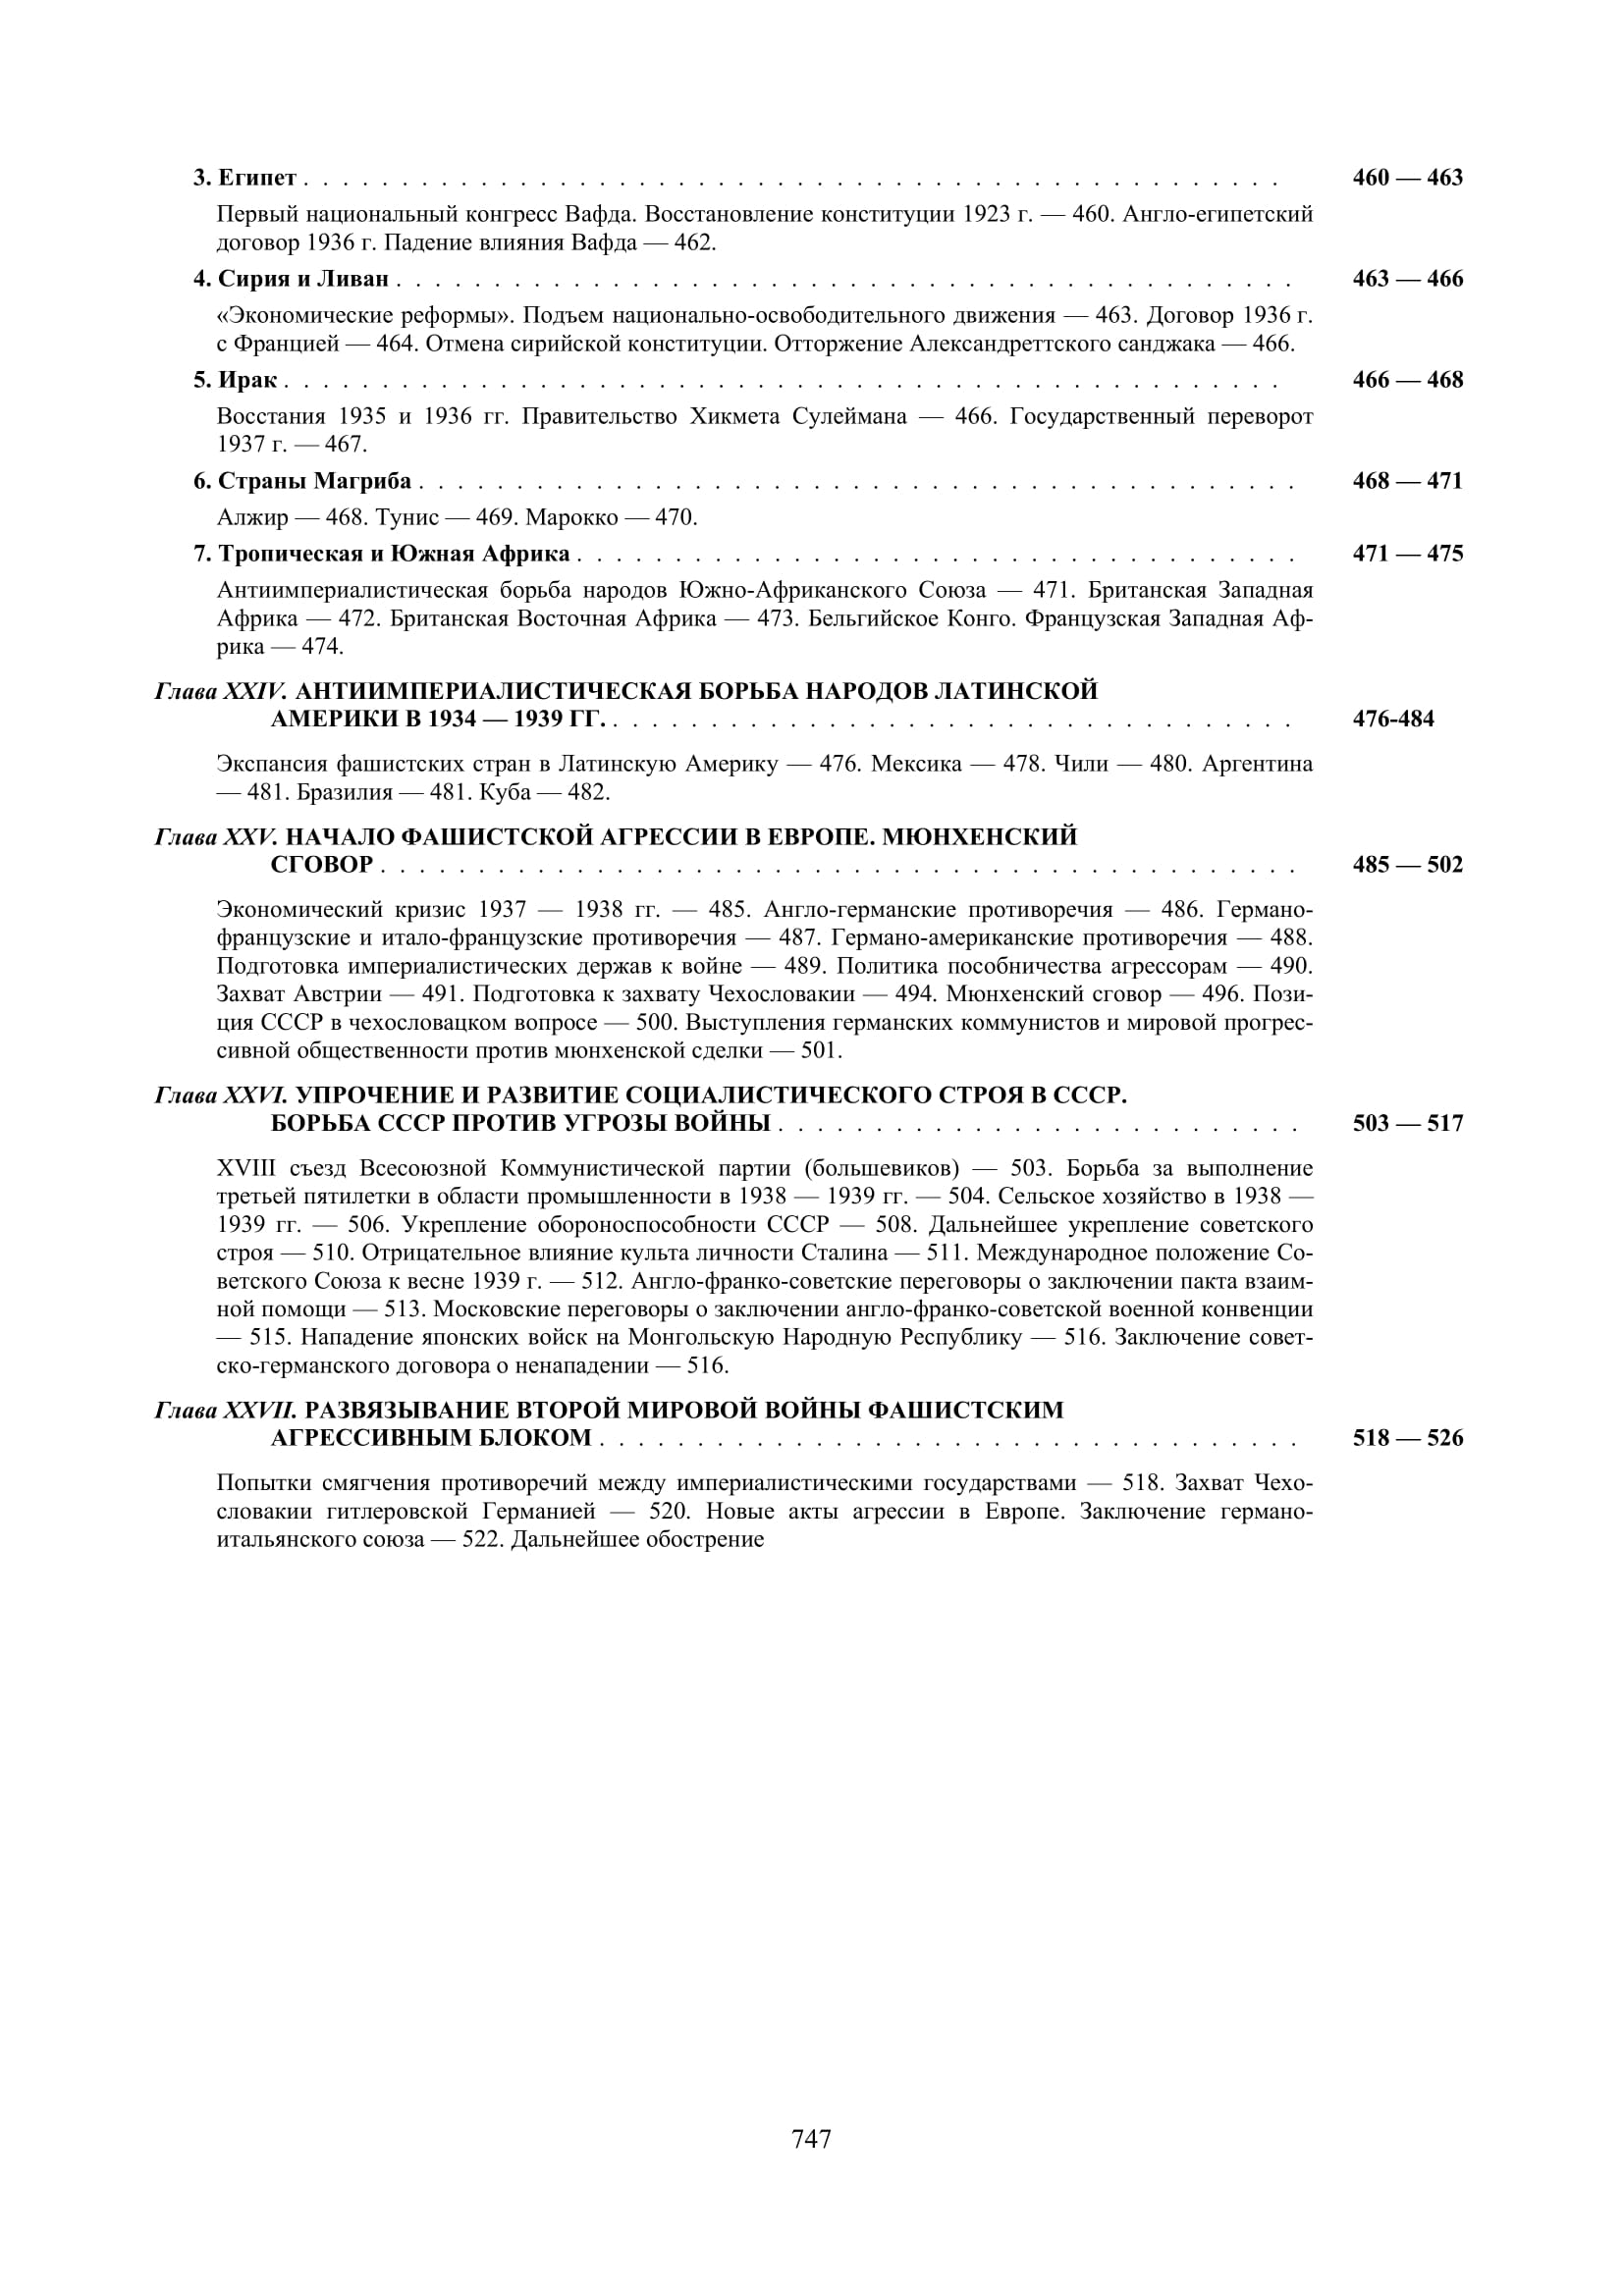 3. Египет . . . . . . . . . . . . . . . . . . . . . . . . . . . . . . . . . . . . . . . . . . . . . . . . . . 460 — 463
Первый национальный конгресс Вафда. Восстановление конституции 1923 г. — 460. Англо-египетский
договор 1936 г. Падение влияния Вафда — 462.
4. Сирия и Ливан . . . . . . . . . . . . . . . . . . . . . . . . . . . . . . . . . . . . . . . . . . . . . . 463 — 466
«Экономические реформы». Подъем национально-освободительного движения — 463. Договор 1936 г.
с Францией — 464. Отмена сирийской конституции. Отторжение Александреттского санджака — 466.
5. Ирак . . . . . . . . . . . . . . . . . . . . . . . . . . . . . . . . . . . . . . . . . . . . . . . . . . . 466 — 468
Восстания 1935 и 1936 гг. Правительство Хикмета Сулеймана — 466. Государственный переворот
1937 г. — 467.
6. Страны Магриба . . . . . . . . . . . . . . . . . . . . . . . . . . . . . . . . . . . . . . . . . . . . . 468 — 471
Алжир — 468. Тунис — 469. Марокко — 470.
7. Тропическая и Южная Африка . . . . . . . . . . . . . . . . . . . . . . . . . . . . . . . . . . . . . 471 — 475
Антиимпериалистическая борьба народов Южно-Африканского Союза — 471. Британская Западная
Африка — 472. Британская Восточная Африка — 473. Бельгийское Конго. Французская Западная Аф-
рика — 474.
Глава XXIV. АНТИИМПЕРИАЛИСТИЧЕСКАЯ БОРЬБА НАРОДОВ ЛАТИНСКОЙ
АМЕРИКИ В 1934 — 1939 ГГ. . . . . . . . . . . . . . . . . . . . . . . . . . . . . . . . . . . . 476-484
Экспансия фашистских стран в Латинскую Америку — 476. Мексика — 478. Чили — 480. Аргентина
— 481. Бразилия — 481. Куба — 482.
Глава XXV. НАЧАЛО ФАШИСТСКОЙ АГРЕССИИ В ЕВРОПЕ. МЮНХЕНСКИЙ
СГОВОР . . . . . . . . . . . . . . . . . . . . . . . . . . . . . . . . . . . . . . . . . . . . . . . 485 — 502
Экономический кризис 1937 — 1938 гг. — 485. Англо-германские противоречия — 486. Германо-
французские и итало-французские противоречия — 487. Германо-американские противоречия — 488.
Подготовка империалистических держав к войне — 489. Политика пособничества агрессорам — 490.
Захват Австрии — 491. Подготовка к захвату Чехословакии — 494. Мюнхенский сговор — 496. Пози-
ция СССР в чехословацком вопросе — 500. Выступления германских коммунистов и мировой прогрес-
сивной общественности против мюнхенской сделки — 501.
Глава XXVI. УПРОЧЕНИЕ И РАЗВИТИЕ СОЦИАЛИСТИЧЕСКОГО СТРОЯ В СССР.
БОРЬБА СССР ПРОТИВ УГРОЗЫ ВОЙНЫ . . . . . . . . . . . . . . . . . . . . . . . . . . . 503 — 517
XVIII съезд Всесоюзной Коммунистической партии (большевиков) — 503. Борьба за выполнение
третьей пятилетки в области промышленности в 1938 — 1939 гг. — 504. Сельское хозяйство в 1938 —
1939 гг. — 506. Укрепление обороноспособности СССР — 508. Дальнейшее укрепление советского
строя — 510. Отрицательное влияние культа личности Сталина — 511. Международное положение Со-
ветского Союза к весне 1939 г. — 512. Англо-франко-советские переговоры о заключении пакта взаим-
ной помощи — 513. Московские переговоры о заключении англо-франко-советской военной конвенции
— 515. Нападение японских войск на Монгольскую Народную Республику — 516. Заключение совет-
ско-германского договора о ненападении — 516.
Глава XXVII. РАЗВЯЗЫВАНИЕ ВТОРОЙ МИРОВОЙ ВОЙНЫ ФАШИСТСКИМ
АГРЕССИВНЫМ БЛОКОМ . . . . . . . . . . . . . . . . . . . . . . . . . . . . . . . . . . . . 518 — 526
Попытки смягчения противоречий между империалистическими государствами — 518. Захват Чехо-
словакии гитлеровской Германией — 520. Новые акты агрессии в Европе. Заключение германо-
итальянского союза — 522. Дальнейшее обострение
747